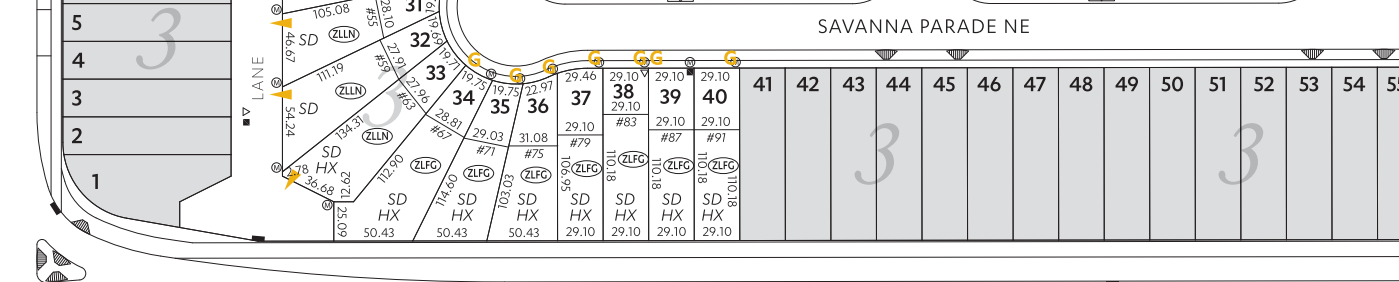 SAVANNA PARADE NE
LANE
5
4
3
2
1
3
3
3
3
105.08
#55
28.10
31
46.67
SD
ZLLN
32
19.69
27.97
19.71
111.19
ZLLN
#59
33
19.75
SD
54.24
27.96
#63
34
134.31
ZLLN
28.81
#67
SD
HX
36.68
12.62
112.90
25.09
50.43
19.75
35
29.03
#71
ZLFG
ZLFG
SD
HX
114.60
22.97
36
31.08
#75
ZLFG
SD
HX
50.43
103.03
SD
HX
50.43
29.46
37
29.10
#79
ZLFG
106.95
SD
HX
29.10
29.10
38
29.10
#83
ZLFG
110.18
SD
HX
29.10
29.10
39
29.10
#87
ZLFG
110.18
SD
HX
29.10
29.10
40
29.10
#91
ZLFG
110.18
110.18
SD
HX
29.10
41
42
43
44
45
46
47
48
49
50
51
52
53
54
G
G
G
G
G
G
G
M
M
M
M